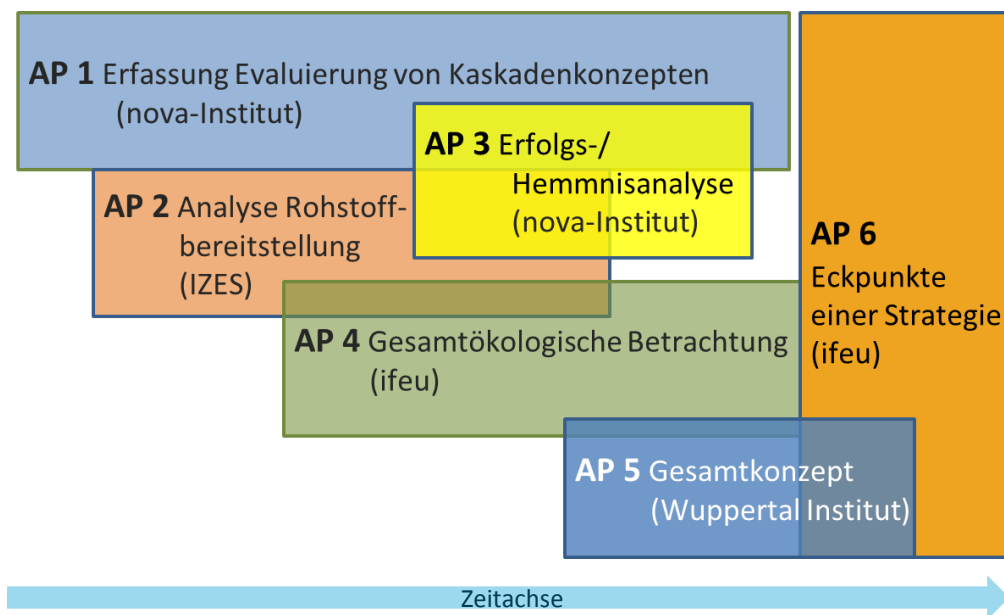 AP 1 Erfassung Evaluierung von Kaskadenkonzepten
(nova-Institut)
AP 2 Analyse Rohstoff-
bereitstellung
(IZES)
AP 3 Erfolgs-/
Hemmnisanalyse
(nova-Institut)
AP 4 Gesamtökologische Betrachtung
(ifeu)
AP 5 Gesamtkonzept
(Wuppertal Institut)
AP 6
Eckpunkte
einer Strategie
(ifeu)
Zeitachse